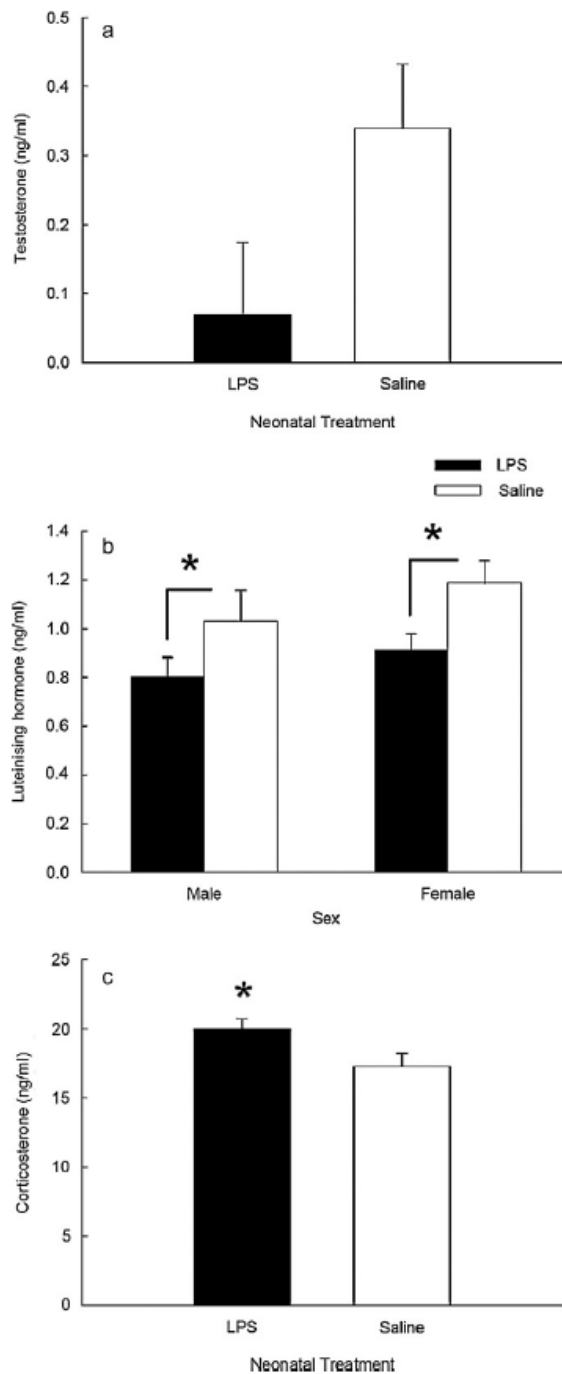 a
0.5
0.4
0.3
0.2
0.1
0.0
Testosterone (ng/ml)
LPS Saline
Neonatal Treatment
LPS
Saline
b
1.4
1.2
1.0
0.8
0.6
0.4
0.2
0.0
Luteinising hormone (ng/ml)
*
*
Male Female
Sex
c
25
20
15
10
5
0
Corticosterone (ng/ml)
*
LPS Saline
Neonatal Treatment